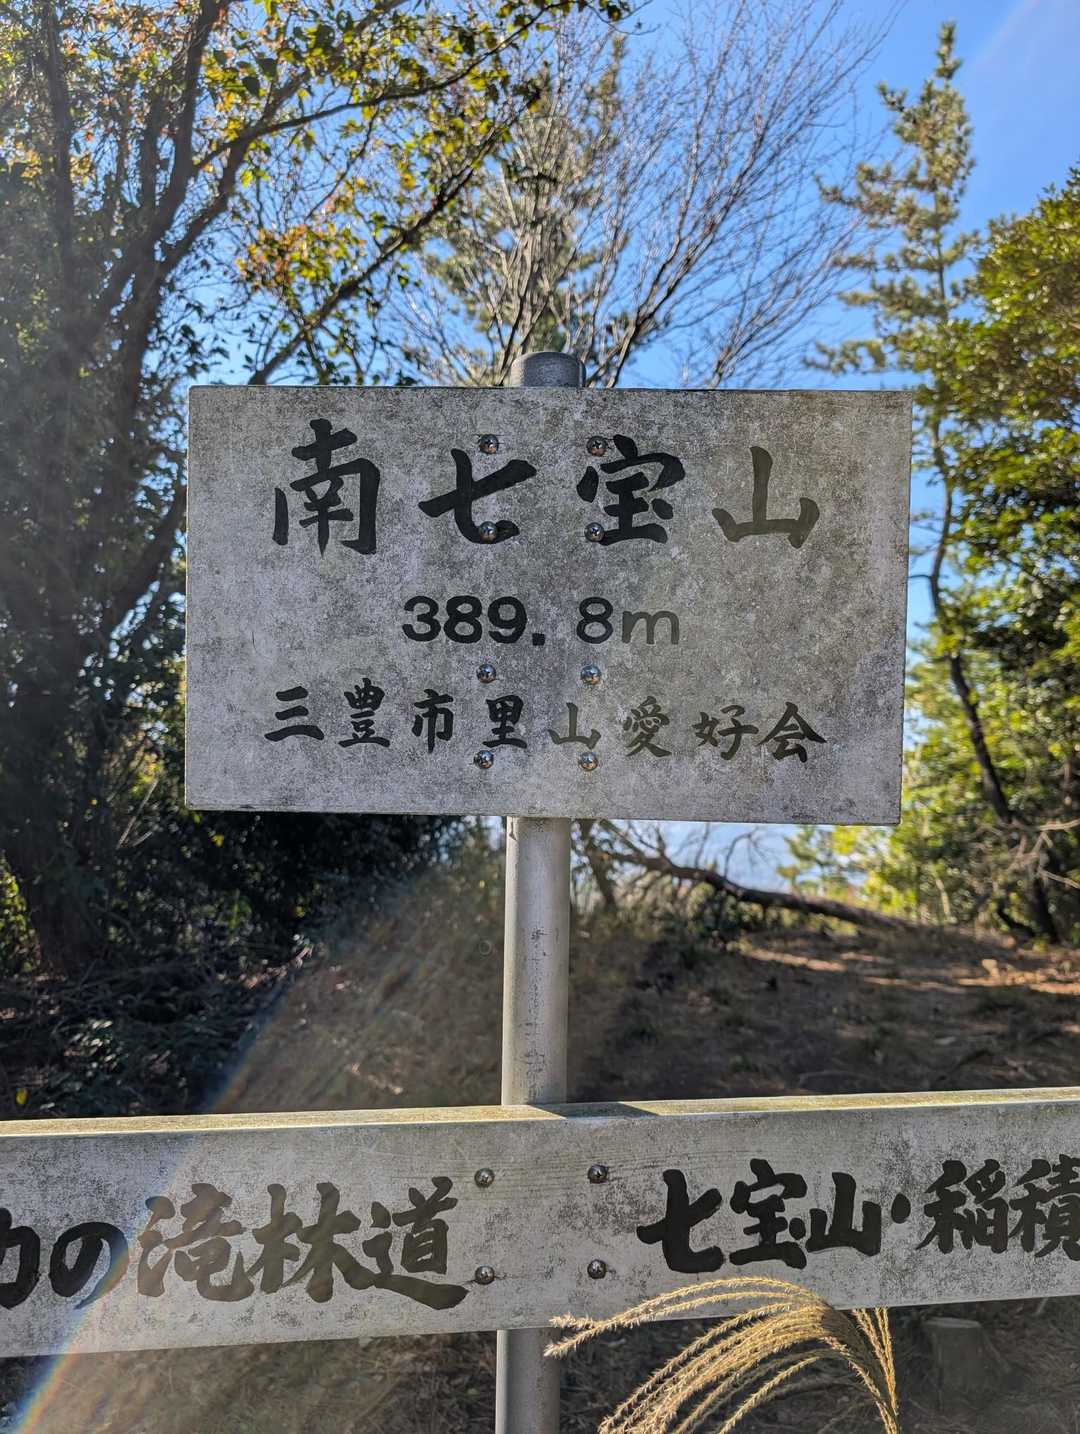 南七宝山
389.8m
三豊市里山愛好会
の滝林道
七宝山・稲積